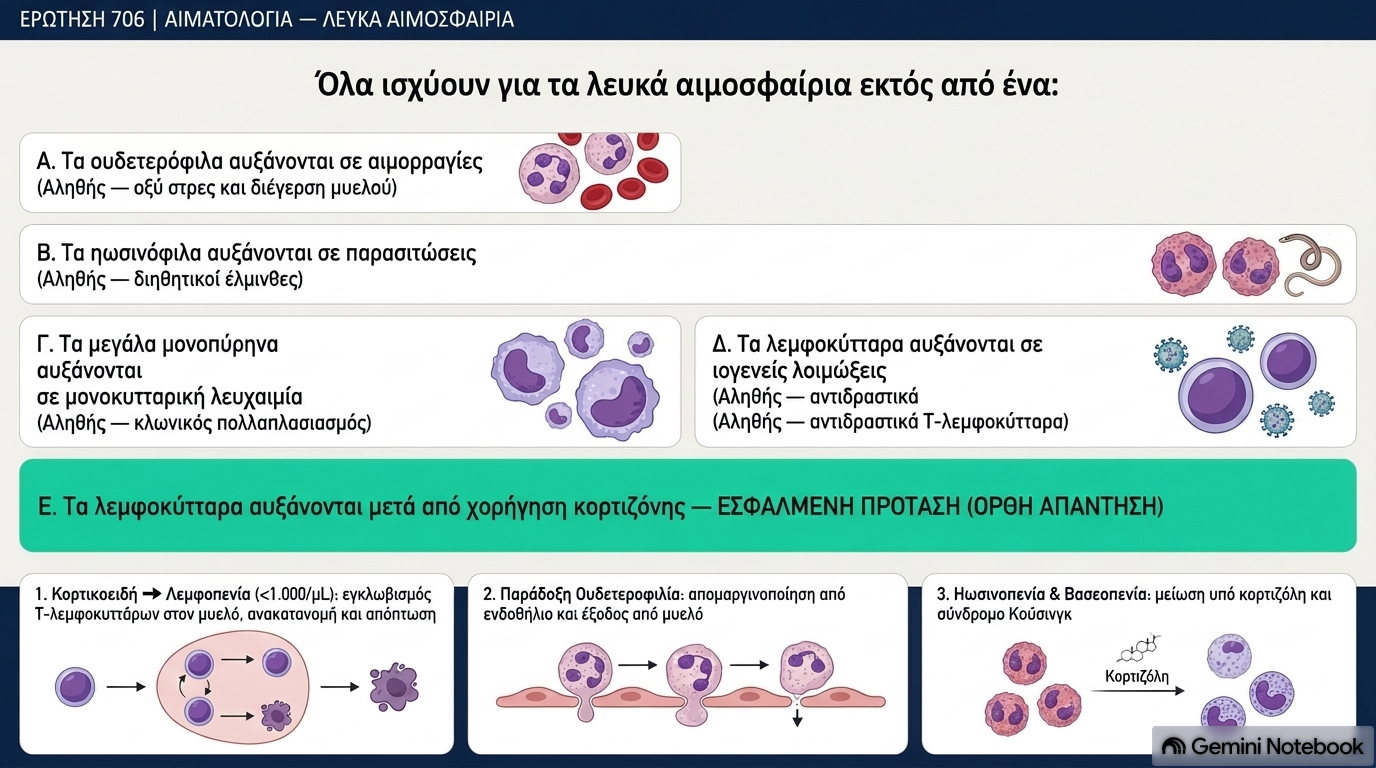 ΕΡΩΤΗΣΗ 706 | ΑΙΜΑΤΟΛΟΓΙΑ — ΛΕΥΚΑ ΑΙΜΟΣΦΑΙΡΙΑ
Όλα ισχύουν για τα λευκά αιμοσφαίρια εκτός από ένα:
Α. Τα ουδετερόφιλα αυξάνονται σε αιμορραγίες
(Αληθής — οξύ στρες και διέγερση μυελού)
Β. Τα ηωσινόφιλα αυξάνονται σε παρασιτώσεις
(Αληθής — διηθητικοί έλμινθες)
Γ. Τα μεγάλα μονοπύρηνα
αυξάνονται
σε μονοκυτταρική λευχαιμία
(Αληθής — κλωνικός πολλαπλασιασμός)
Δ. Τα λεμφοκύτταρα αυξάνονται σε
ιογενείς λοιμώξεις
(Αληθής — αντιδραστικά
(Αληθής — αντιδραστικά Τ-λεμφοκύτταρα)
Ε. Τα λεμφοκύτταρα αυξάνονται μετά από χορήγηση κορτιζόνης — ΕΣΦΑΛΜΕΝΗ ΠΡΟΤΑΣΗ (ΟΡΘΗ ΑΠΑΝΤΗΣΗ)
1. Κορτικοειδή → Λεμφοπενία (<1.000/μL): εγκλωβισμός
Τ-λεμφοκυττάρων στον μυελό, ανακατανομή και απόπτωση
2. Παράδοξη Ουδετεροφιλία: απομαργινοποίηση από
ενδοθήλιο και έξοδος από μυελό
3. Ηωσινοπενία & Βασεοπενία: μείωση υπό κορτιζόλη και
σύνδρομο Κούσινγκ
Κορτιζόλη
Gemini Notebook